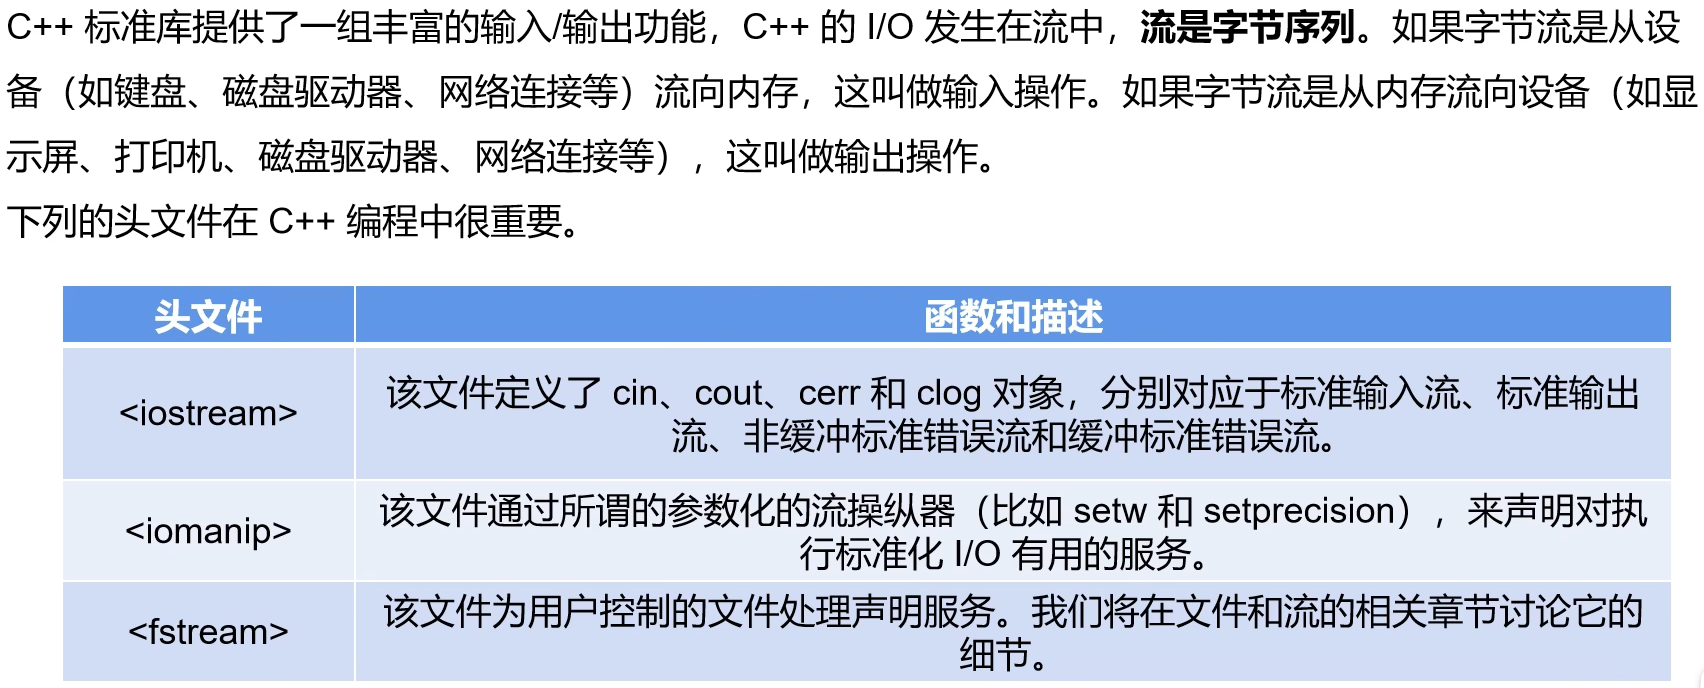 C++ 标准库提供了一组丰富的输入/输出功能，C++ 的 I/O 发生在流中，流是字节序列。如果字节流是从设
备（如键盘、磁盘驱动器、网络连接等）流向内存，这叫做输入操作。如果字节流是从内存流向设备（如显
示屏、打印机、磁盘驱动器、网络连接等），这叫做输出操作。
下列的头文件在 C++ 编程中很重要。
头文件
函数和描述
<iostream>
该文件定义了 cin、cout、cerr 和 clog 对象，分别对应于标准输入流、标准输出
流、非缓冲标准错误流和缓冲标准错误流。
<iomanip>
该文件通过所谓的参数化的流操纵器（比如 setw 和 setprecision），来声明对执
行标准化 I/O 有用的服务。
<fstream>
该文件为用户控制的文件处理声明服务。我们将在文件和流的相关章节讨论它的
细节。